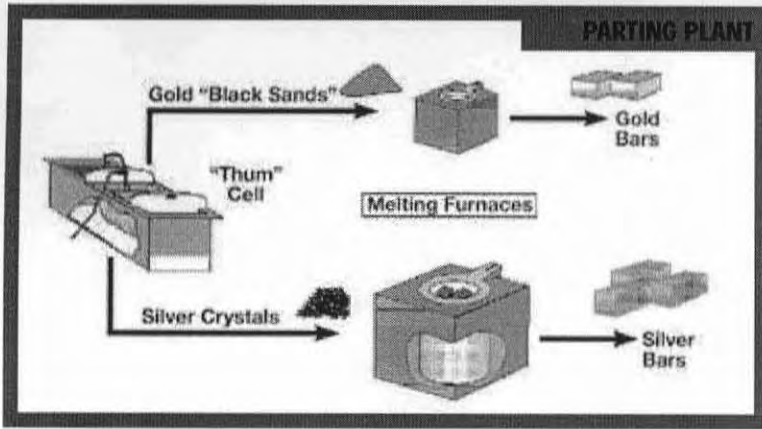 PARTING PLANT
Gold "Black Sands"
Gold
Bars
"Thum"
Cell
Melting Furnaces
Silver Crystals
Silver
Bars